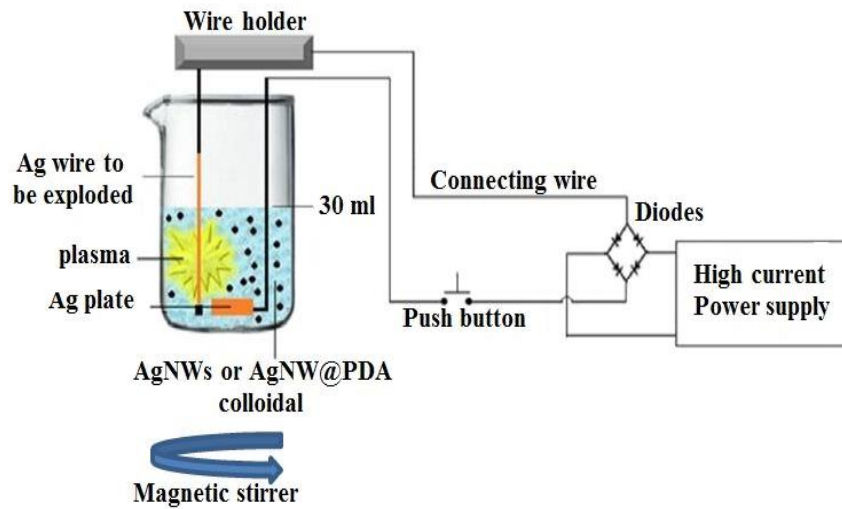 Wire holder
Ag wire to
be exploded
30 ml
Connecting wire
Diodes
plasma
High current
Power supply
Ag plate
Push button
AgNWs or AgNW@PDA
colloidal
Magnetic stirrer